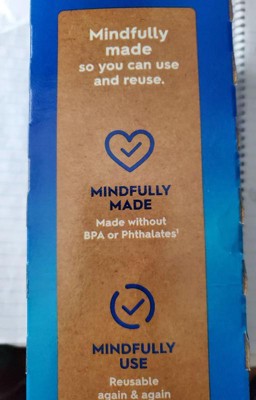 Mindfully
made
so you can use
and reuse.
MINDFULLY
MADE
Made without
BPA or Phthalates¹
MINDFULLY
USE
Reusable
again & again